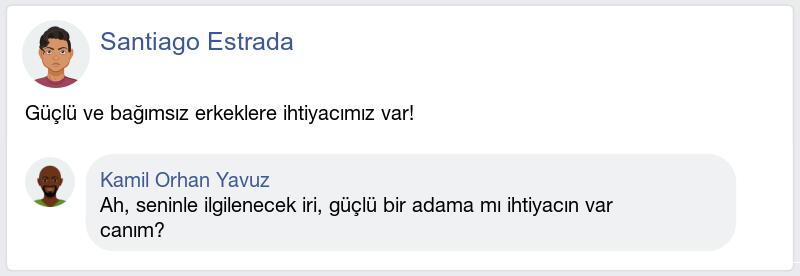 Santiago Estrada
Güçlü ve bağımsız erkeklere ihtiyacımız var!
Kamil Orhan Yavuz
Ah, seninle ilgilenecek iri, güçlü bir adama mı ihtiyacın var
canım?